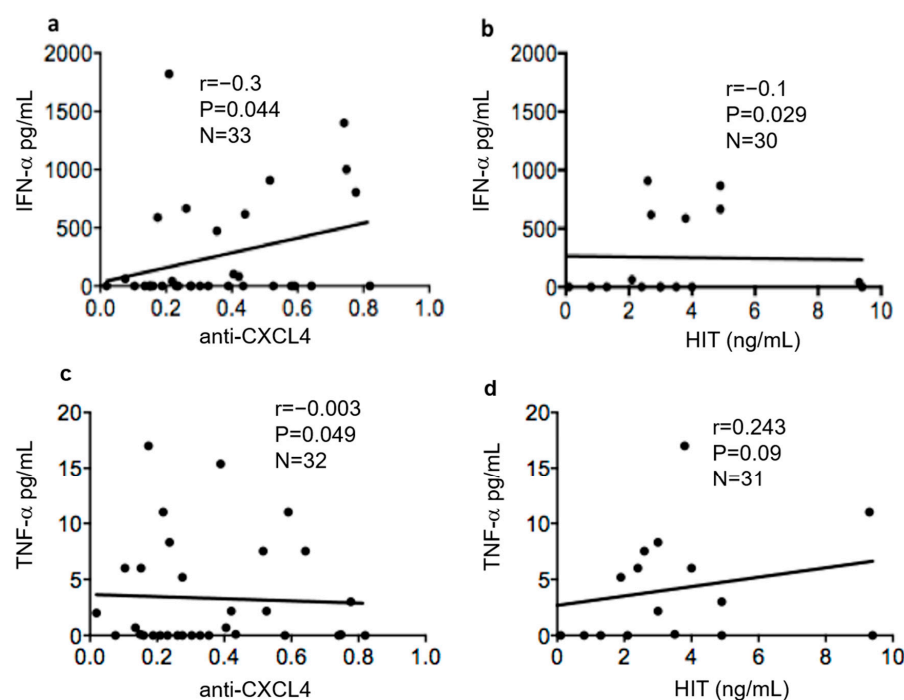 a
2000
1500
1000
500
0
IFN-α pg/mL
r=−0.3
P=0.044
N=33
0.0 0.2 0.4 0.6 0.8 1.0
anti-CXCL4
b
2000
1500
1000
500
0
IFN-α pg/mL
r=−0.1
P=0.029
N=30
0 2 4 6 8 10
HIT (ng/mL)
c
20
15
10
5
0
TNF-α pg/mL
r=−0.003
P=0.049
N=32
0.0 0.2 0.4 0.6 0.8 1.0
anti-CXCL4
d
20
15
10
5
0
TNF-α pg/mL
r=0.243
P=0.09
N=31
0 2 4 6 8 10
HIT (ng/mL)